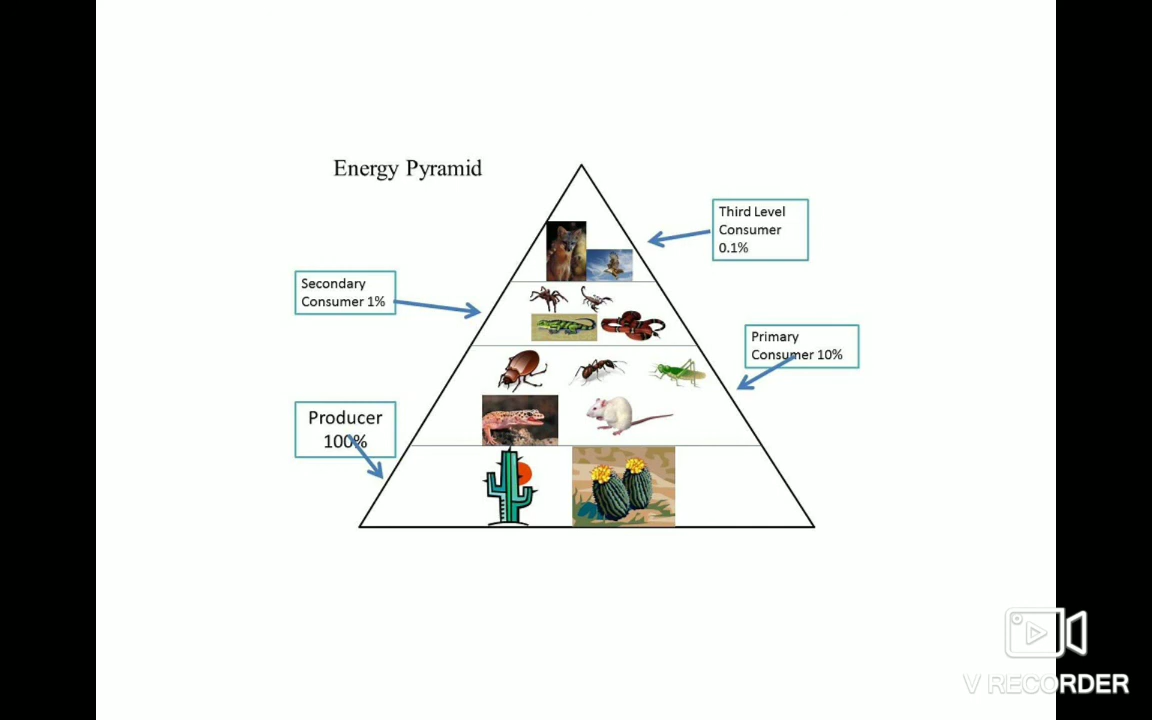 Energy Pyramid
Third Level
Consumer
0.1%
Secondary
Consumer 1%
Primary
Consumer 10%
Producer
100%
V RECORDER